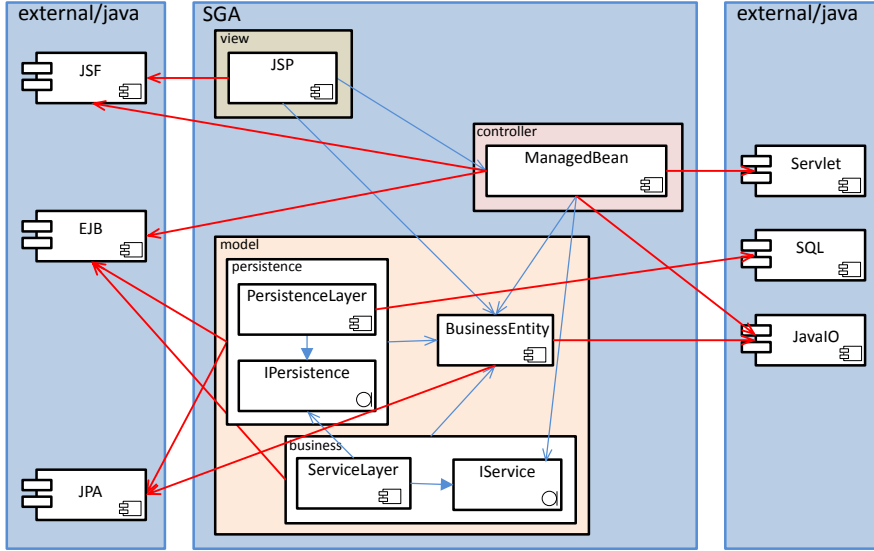 external/java
SGA
external/java
view
JSF
JSP
controller
ManagedBean
Servlet
EJB
model
SQL
persistence
PersistenceLayer
BusinessEntity
JavaIO
IPersistence
business
ServiceLayer
IService
JPA